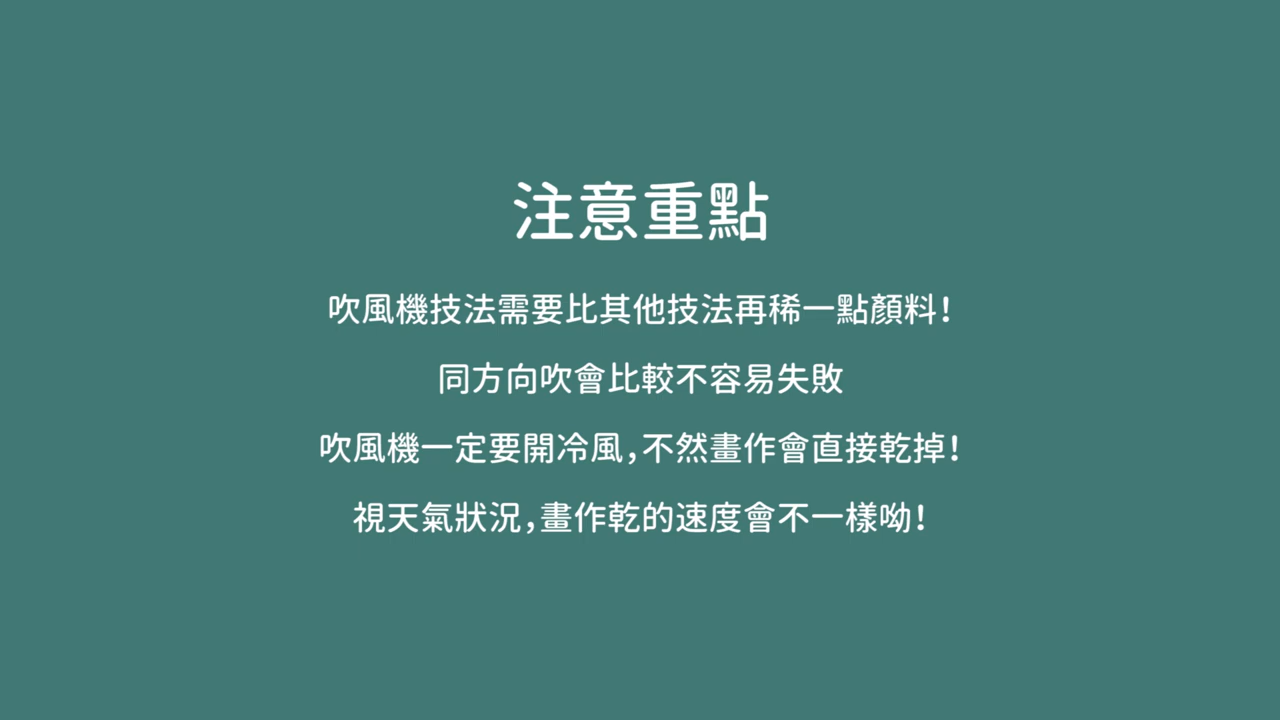 注意重點
吹風機技法需要比其他技法再稀一點顏料！
同方向吹會比較不容易失敗
吹風機一定要開冷風，不然畫作會直接乾掉！
視天氣狀況，畫作乾的速度會不一樣呦！